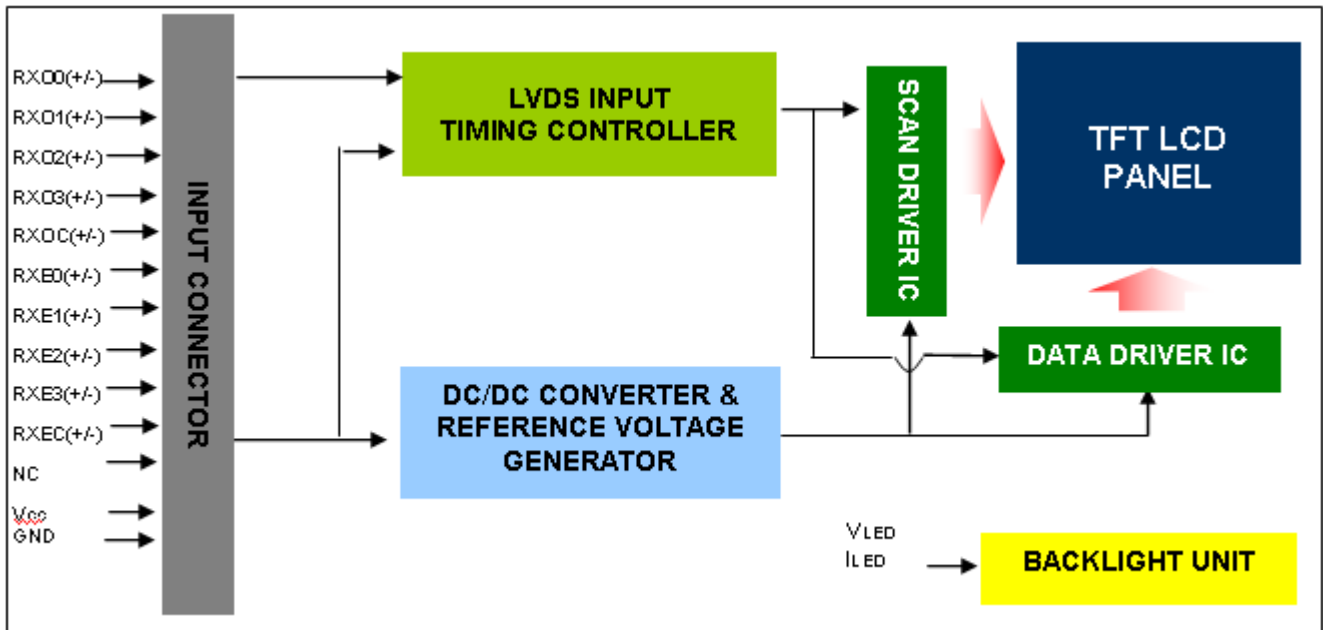 RXO0(+/-)
RXO1(+/-)
RXO2(+/-)
RXO3(+/-)
RXOC(+/-)
RXE0(+/-)
RXE1(+/-)
RXE2(+/-)
RXE3(+/-)
RXEC(+/-)
NC
Vcc
GND
INPUT CONNECTOR
LVDS INPUT
TIMING CONTROLLER
DC/DC CONVERTER &
REFERENCE VOLTAGE
GENERATOR
SCAN DRIVER IC
TFT LCD
PANEL
DATA DRIVER IC
VLED
ILED
BACKLIGHT UNIT